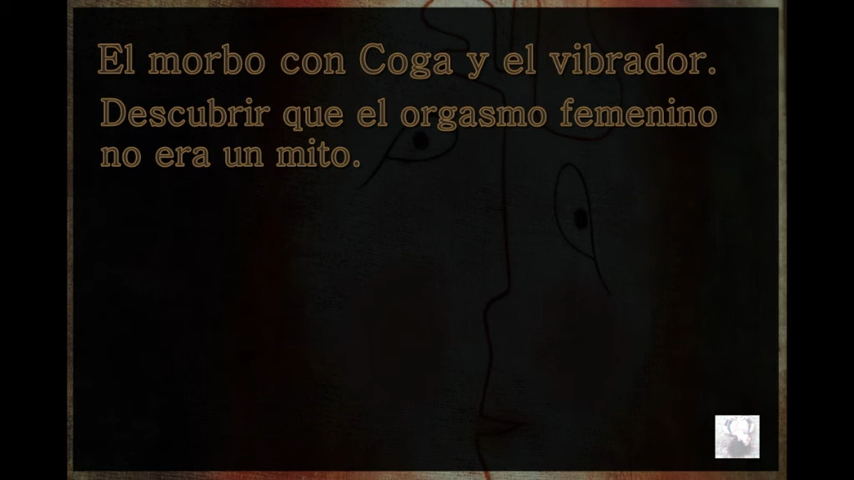 El morbo con Coga y el vibrador.
Descubrir que el orgasmo femenino
no era un mito.